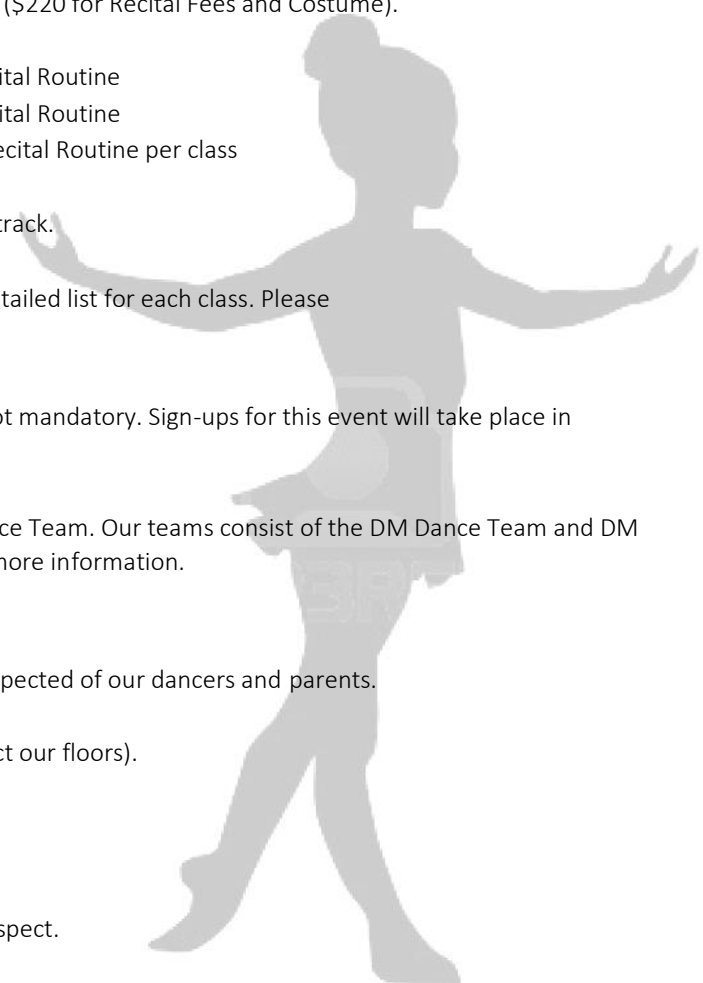 ($220 for Recital Fees and Costume).
ital Routine
ital Routine
ecital Routine per class
track.
tailed list for each class. Please
ot mandatory. Sign-ups for this event will take place in
ce Team. Our teams consist of the DM Dance Team and DM
more information.
pected of our dancers and parents.
ct our floors).
spect.